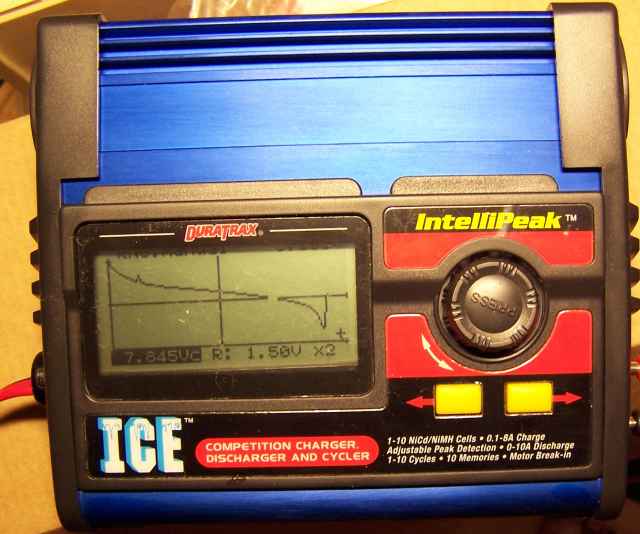 DURATRAX®
IntelliPeak™
PRESS
t
7.845Vc R: 1.50V x2
ICE™
COMPETITION CHARGER,
DISCHARGER AND CYCLER
1-10 NiCd/NiMH Cells • 0.1-8A Charge
Adjustable Peak Detection • 0-10A Discharge
1-10 Cycles • 10 Memories • Motor Break-in